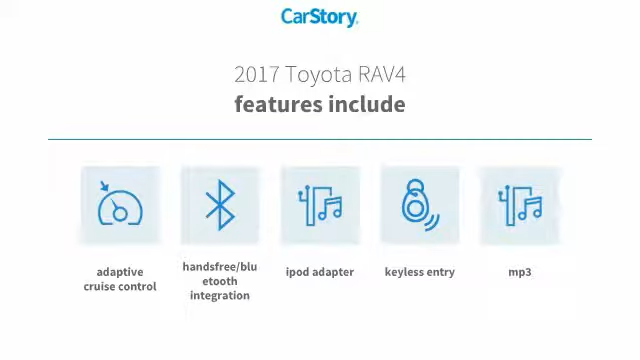 CarStory.
2017 Toyota RAV4
features include
adaptive
cruise control
handsfree/blu
etooth
integration
ipod adapter
keyless entry
mp3